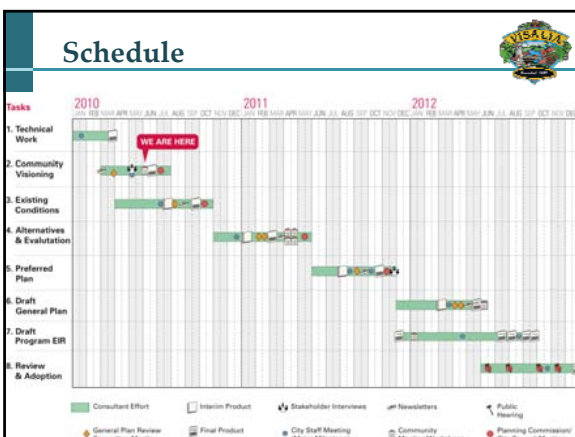 Schedule
VISALIA
Tasks
2010
2011
2012
JAN FEB MAR APR MAY JUN JUL AUG SEP OCT NOV DEC JAN FEB MAR APR MAY JUN JUL AUG SEP OCT NOV DEC JAN FEB MAR APR MAY JUN JUL AUG SEP OCT NOV DEC
1. Technical
Work
WE ARE HERE
2. Community
Visioning
3. Existing
Conditions
4. Alternatives
& Evalutation
5. Preferred
Plan
6. Draft
General Plan
7. Draft
Program EIR
8. Review
& Adoption
Consultant Effort
Interim Product
Stakeholder Interviews
Newsletters
Public
Hearing
General Plan Review
Final Product
City Staff Meeting
Community
Planning Commission/